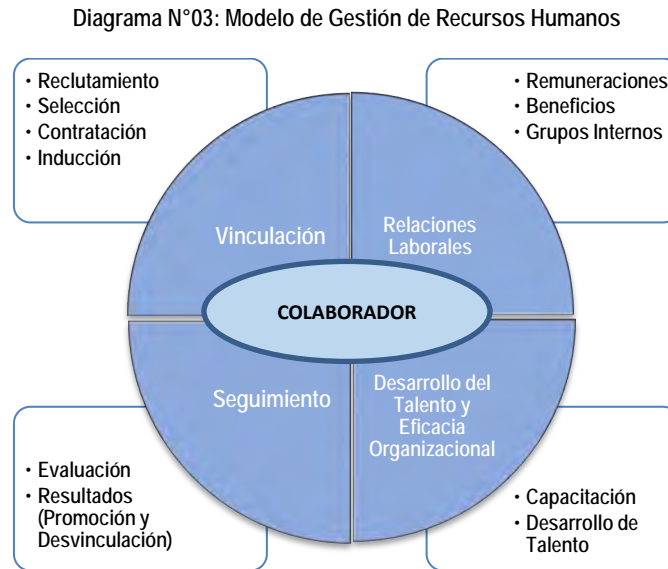 Diagrama N°03: Modelo de Gestión de Recursos Humanos
• Reclutamiento
• Selección
• Contratación
• Inducción
• Remuneraciones
• Beneficios
• Grupos Internos
Vinculación
Relaciones
Laborales
COLABORADOR
Seguimiento
Desarrollo del
Talento y
Eficacia
Organizacional
• Evaluación
• Resultados
(Promoción y
Desvinculación)
• Capacitación
• Desarrollo de
Talento